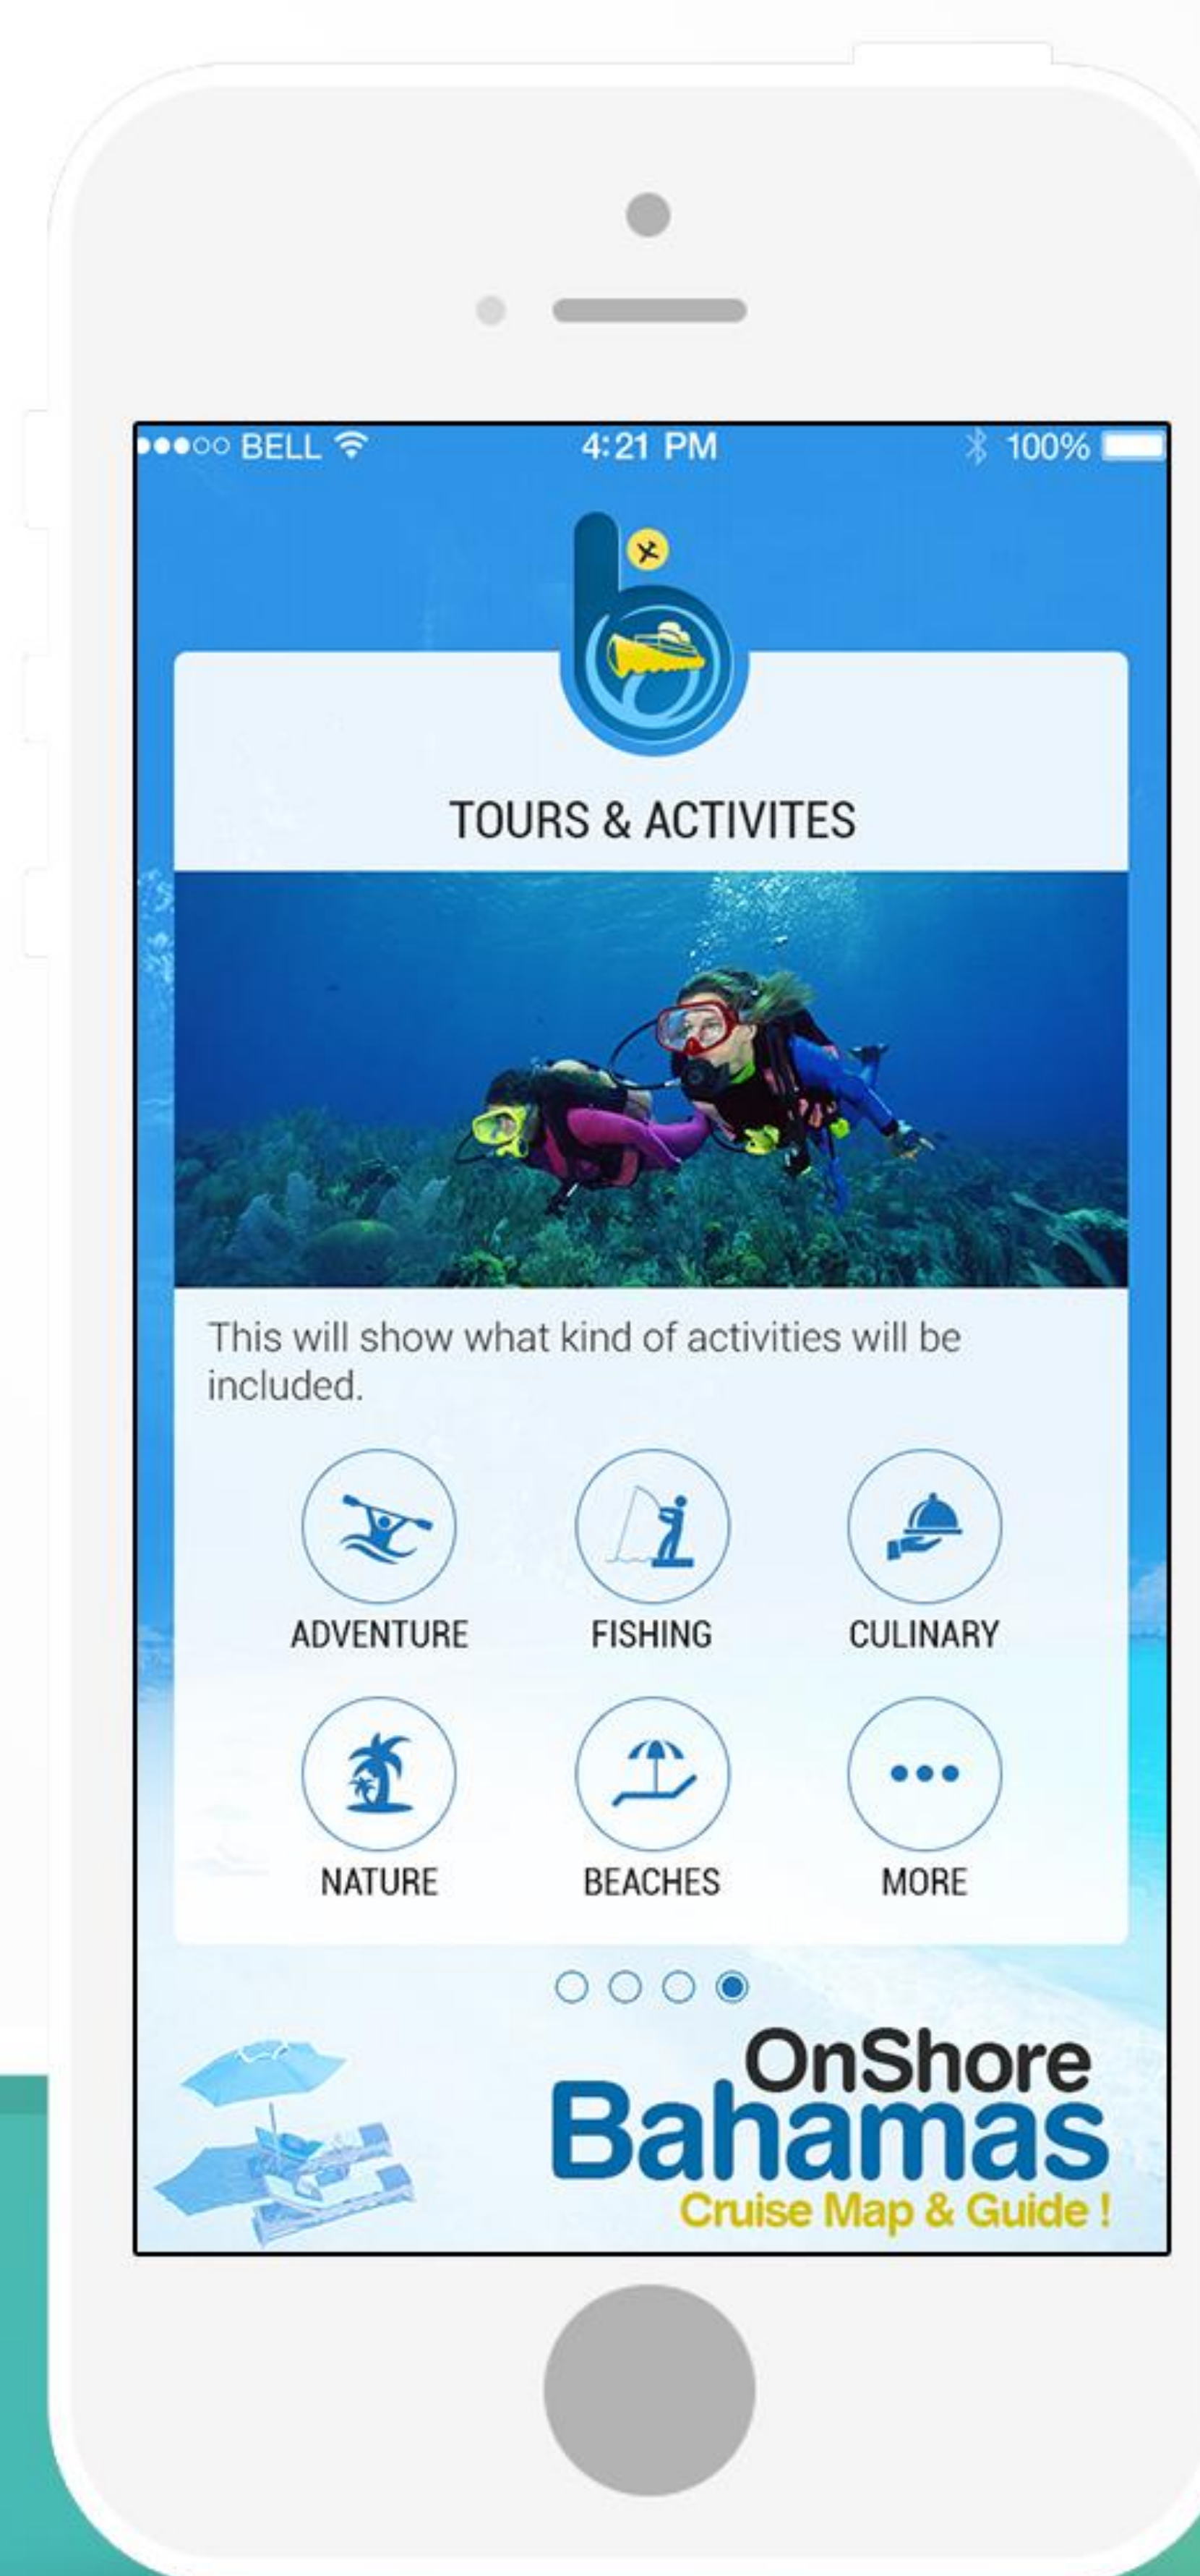 BELL 4:21 PM 100%
TOURS & ACTIVITES
This will show what kind of activities will be
included.
ADVENTURE FISHING CULINARY
NATURE BEACHES MORE
OnShore
Bahamas
Cruise Map & Guide !